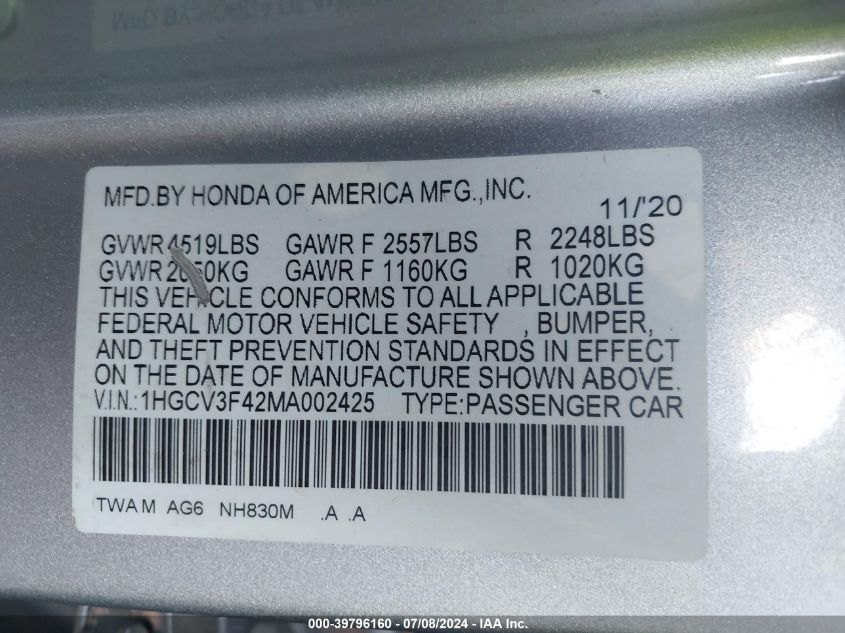 MFD.BY HONDA OF AMERICA MFG.,INC.
11/'20
GVWR 4519LBS GAWR F 2557LBS R 2248LBS
GVWR 2050KG GAWR F 1160KG R 1020KG
THIS VEHICLE CONFORMS TO ALL APPLICABLE
FEDERAL MOTOR VEHICLE SAFETY , BUMPER,
AND THEFT PREVENTION STANDARDS IN EFFECT
ON THE DATE OF MANUFACTURE SHOWN ABOVE.
V.I.N.: 1HGCV3F42MA002425 TYPE:PASSENGER CAR
TWA M AG6 NH830M .A .A
000-39796160 - 07/08/2024 - IAA Inc.